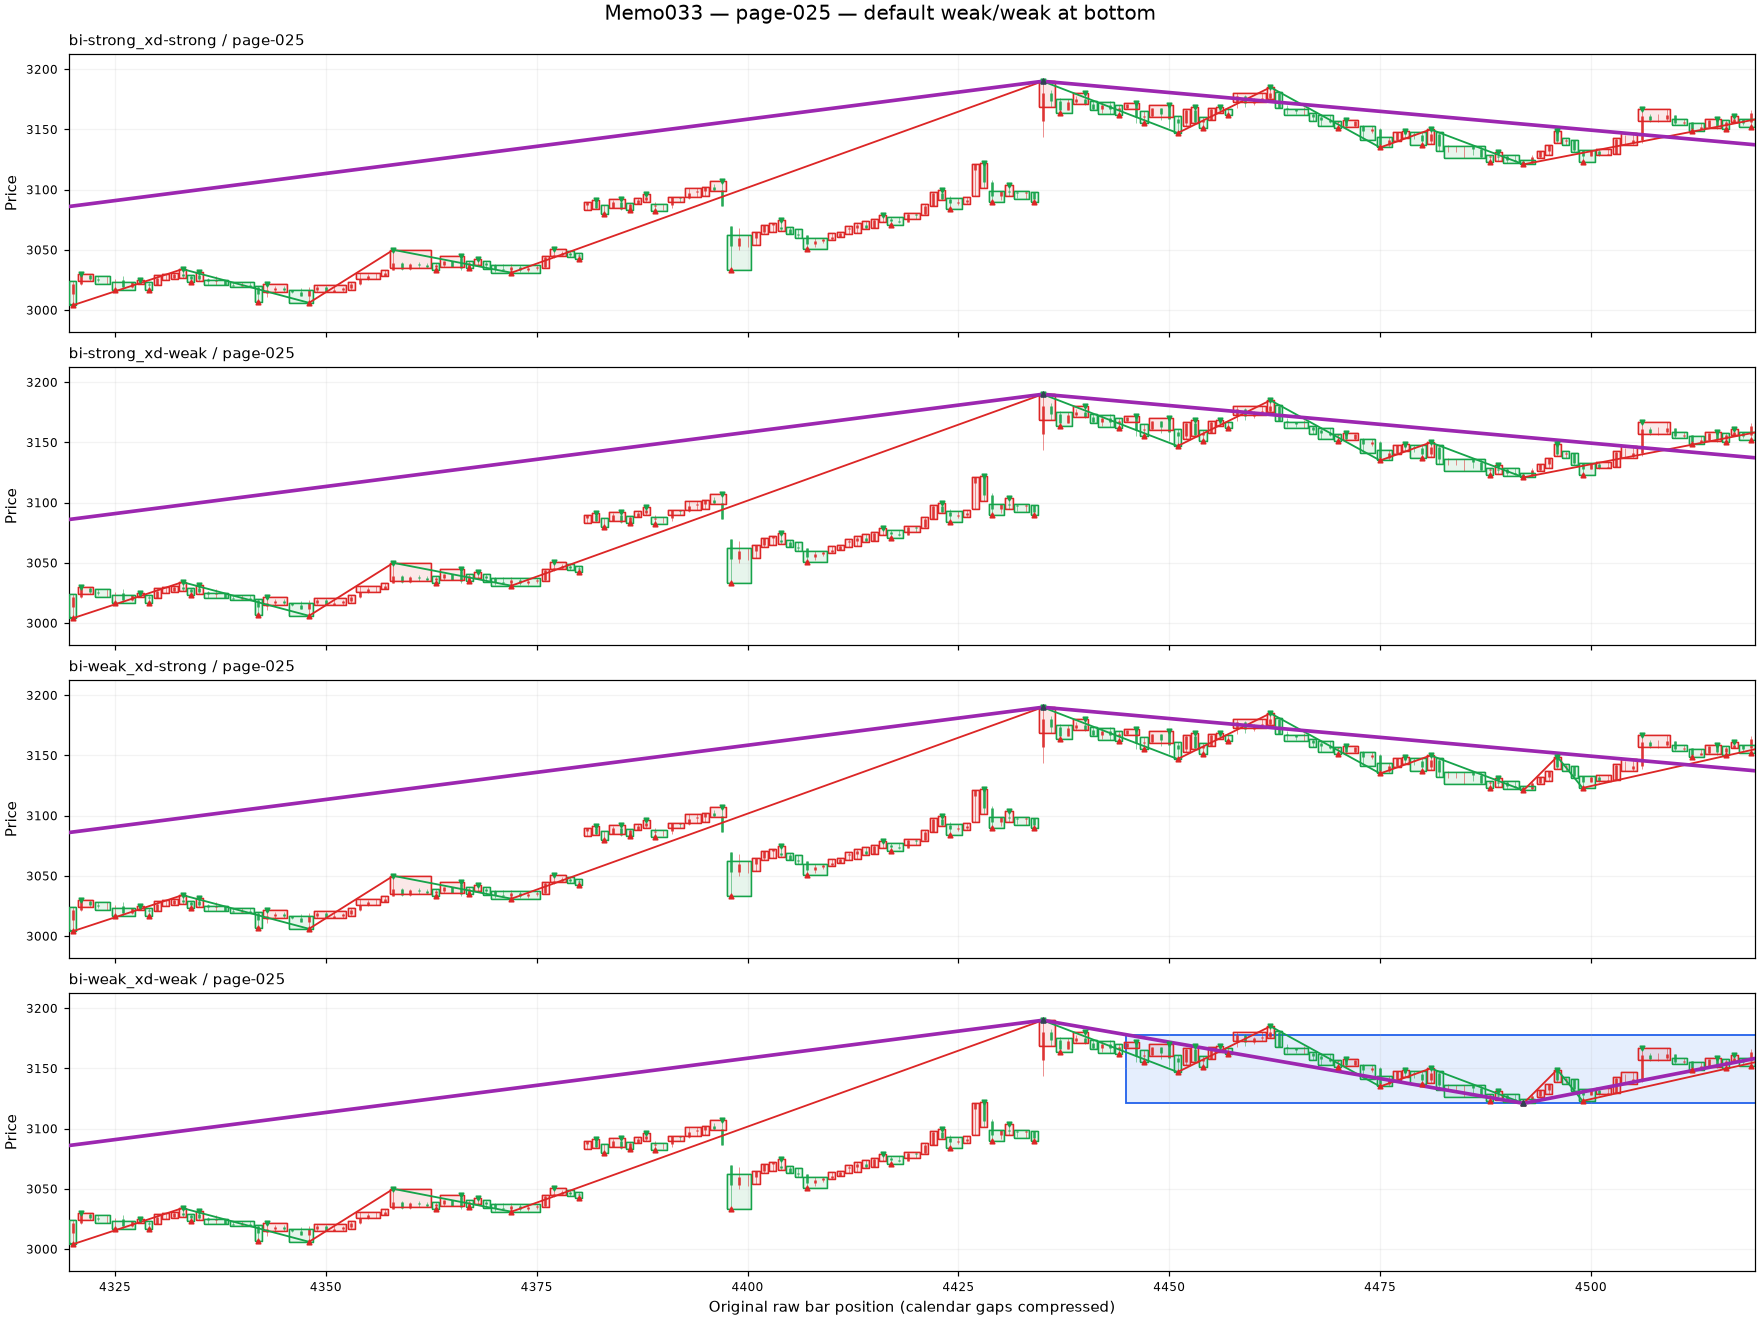 Memo033 — page-025 — default weak/weak at bottom
bi-strong_xd-strong / page-025
3200
3150
3100
3050
3000
Price
bi-strong_xd-weak / page-025
3200
3150
3100
3050
3000
Price
bi-weak_xd-strong / page-025
3200
3150
3100
3050
3000
Price
bi-weak_xd-weak / page-025
3200
3150
3100
3050
3000
Price
4325 4350 4375 4400 4425 4450 4475 4500
Original raw bar position (calendar gaps compressed)